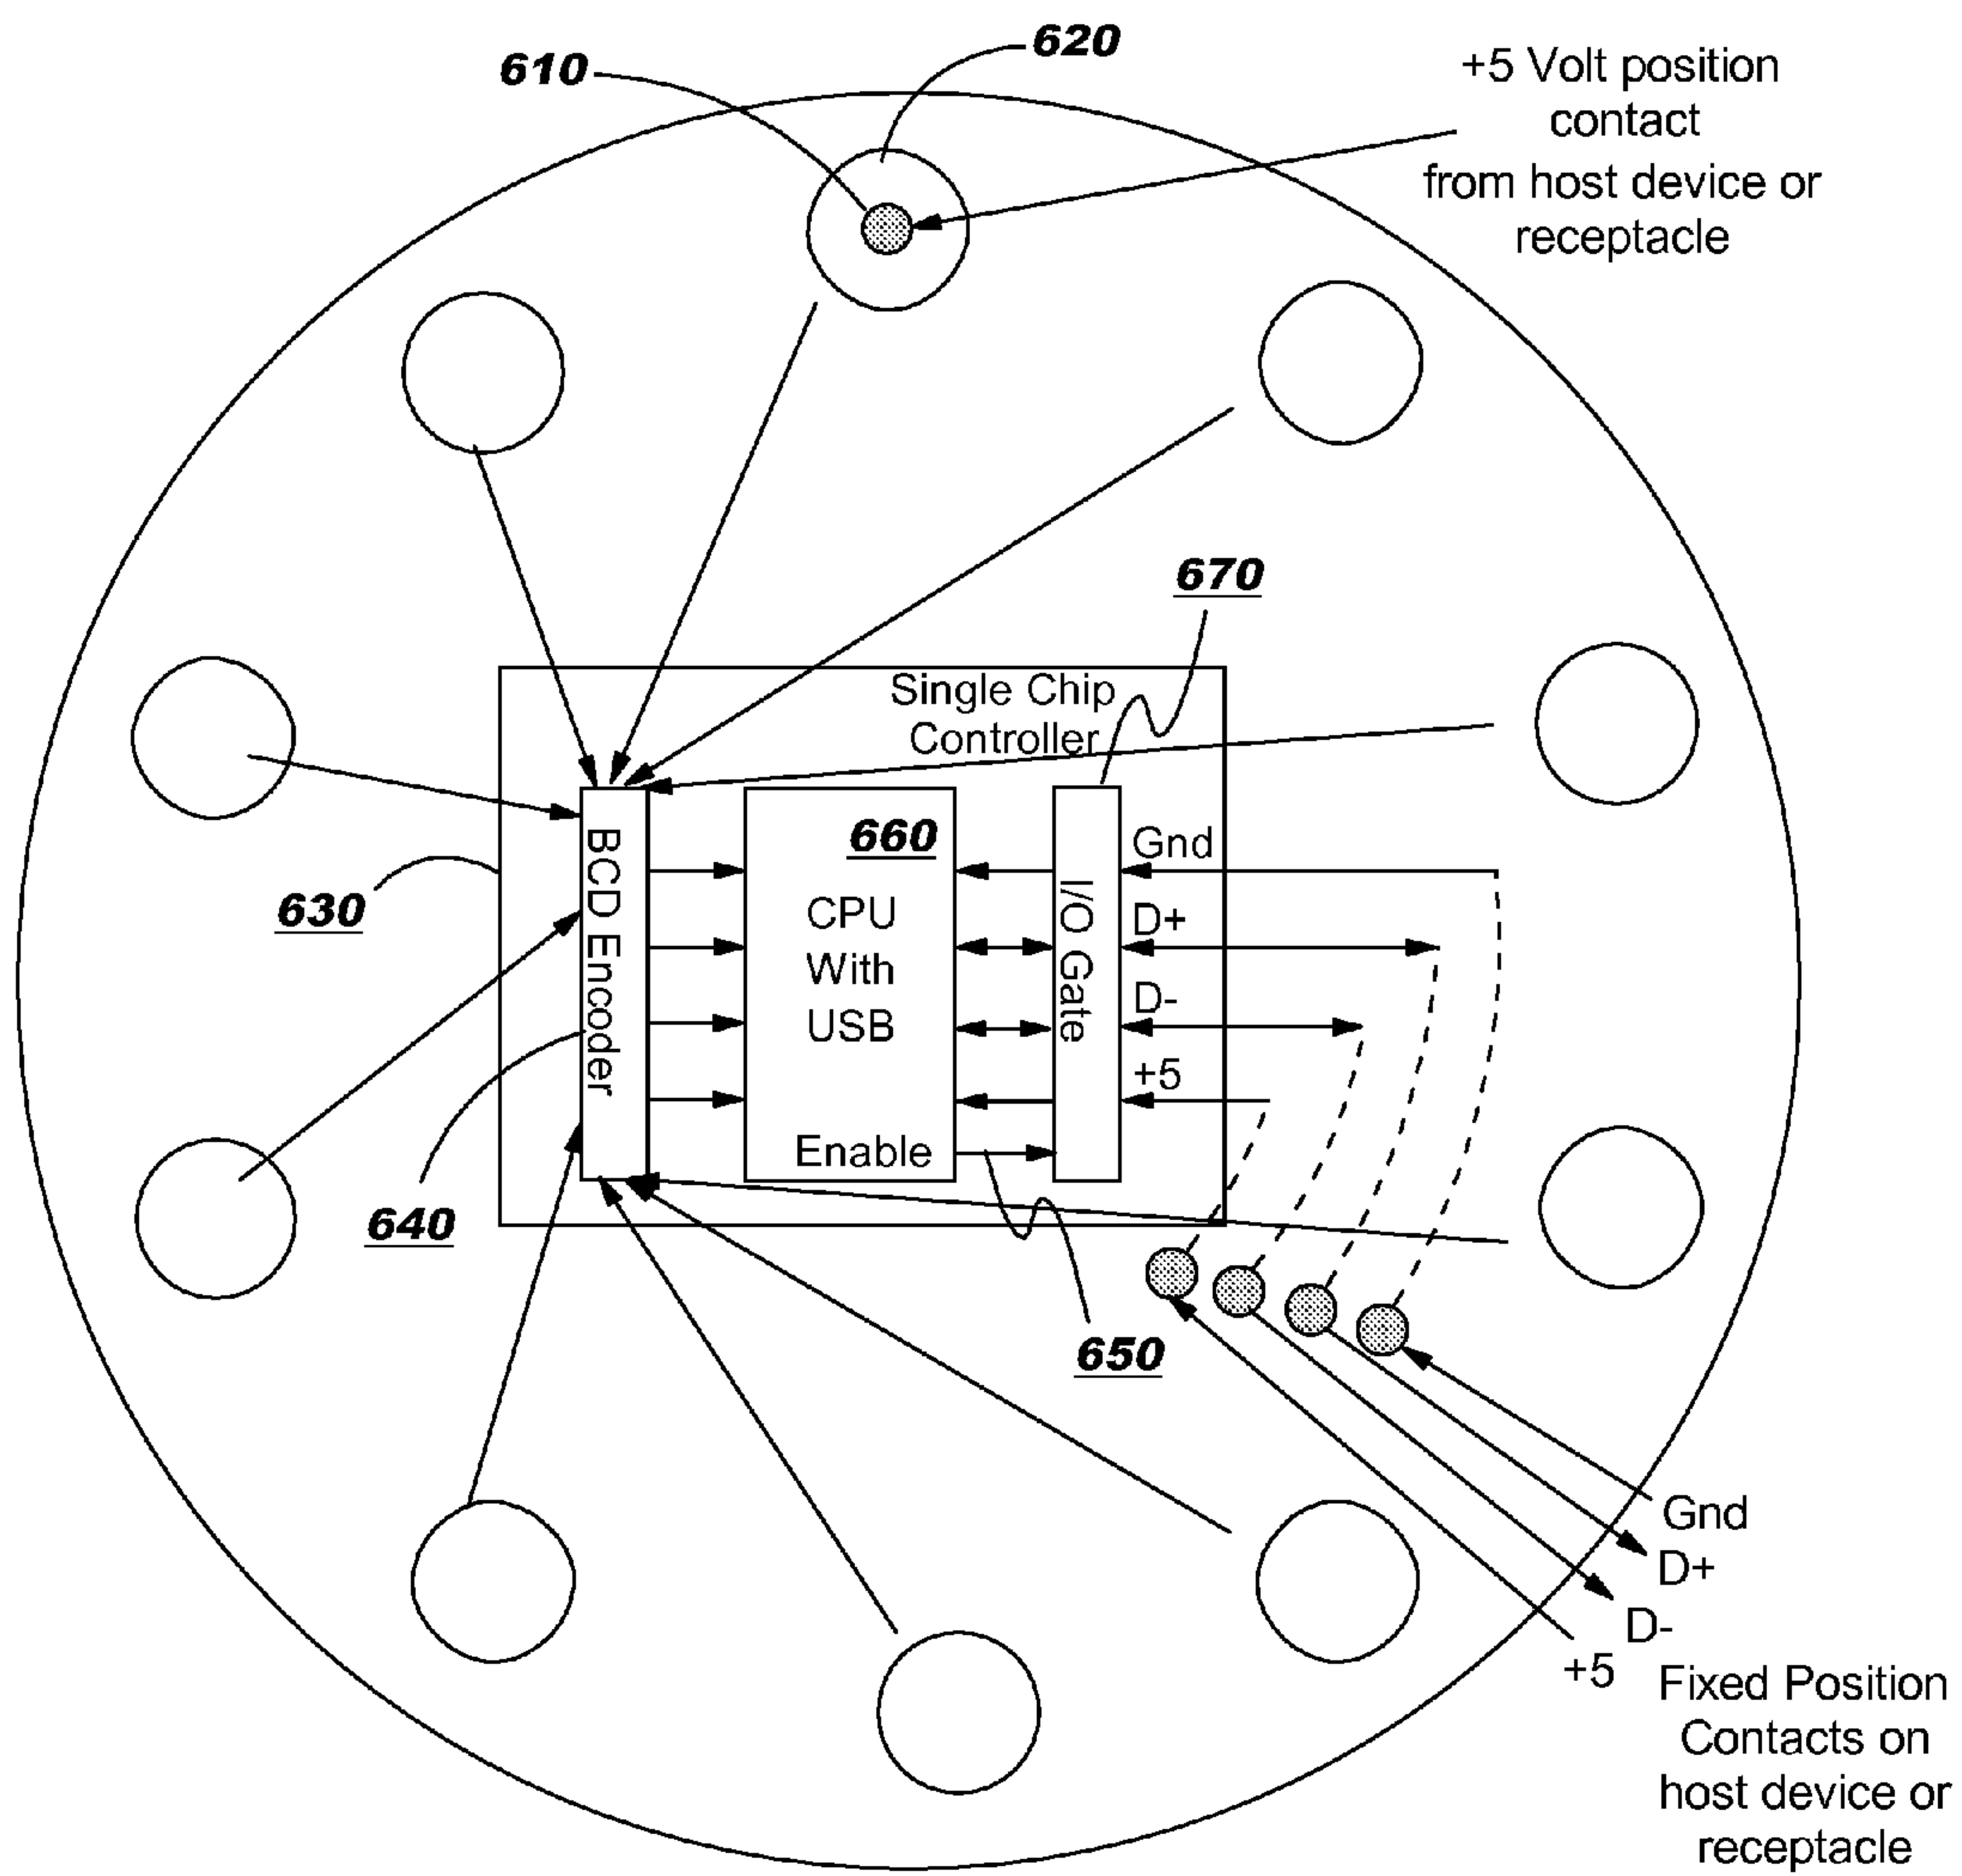 620
610
+5 Volt position
contact
from host device or
receptacle
670
Single Chip
Controller
660
BCD Encoder
CPU
With
USB
Enable
I/O Gate
Gnd
D+
D-
+5
630
640
650
Gnd
D+
D-
+5
Fixed Position
Contacts on
host device or
receptacle